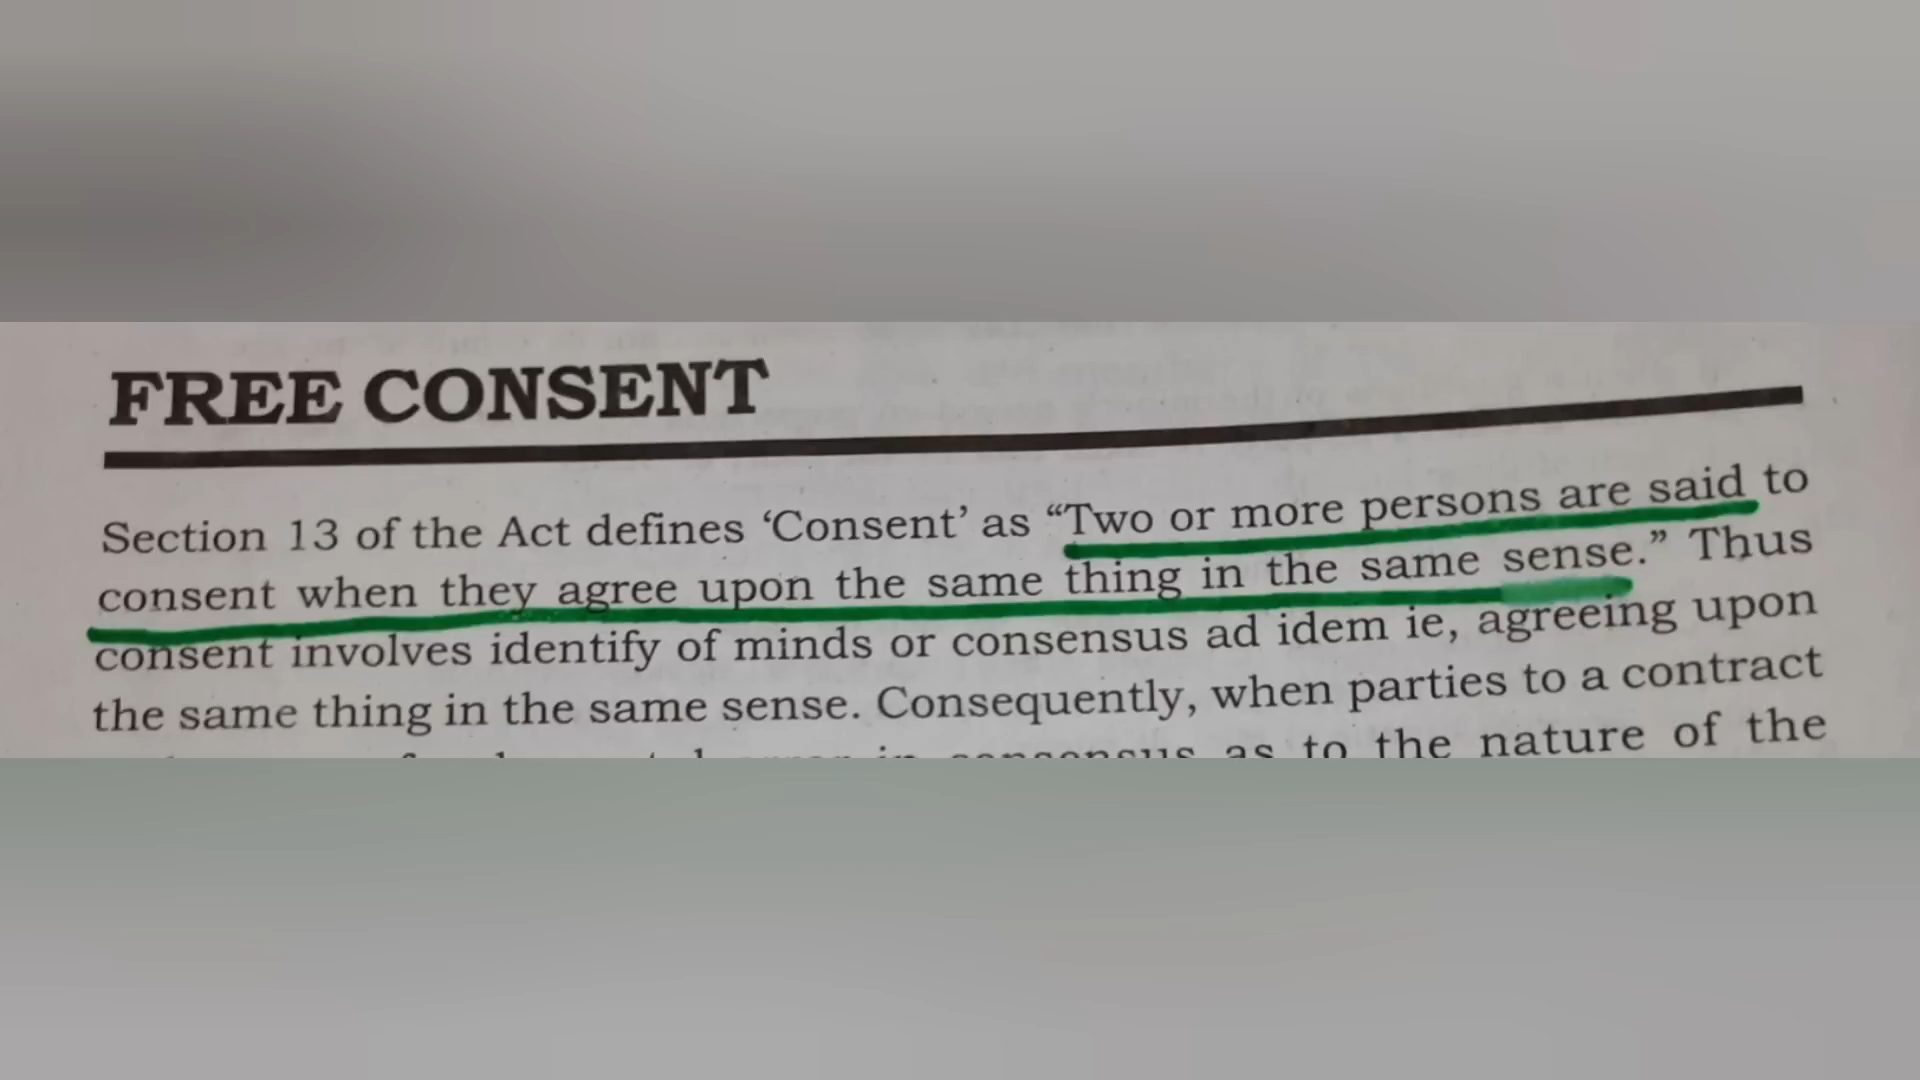 FREE CONSENT
Section 13 of the Act defines ‘Consent’ as “Two or more persons are said to
consent when they agree upon the same thing in the same sense.” Thus
consent involves identify of minds or consensus ad idem ie, agreeing upon
the same thing in the same sense. Consequently, when parties to a contract
in consensus as to the nature of the